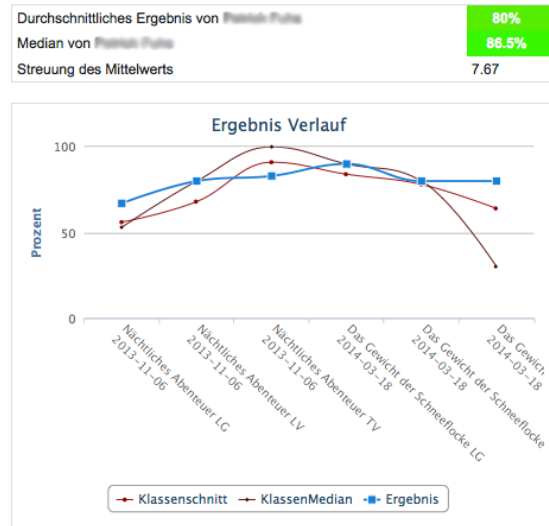 Durchschnittliches Ergebnis von
80%
Median von
86.5%
Streuung des Mittelwerts
7.67
Ergebnis Verlauf
100
50
0
Prozent
Nächtliches Abenteuer LG
2013-11-06
Nächtliches Abenteuer LV
2013-11-06
Nächtliches Abenteuer TV
2013-11-06
Das Gewicht der Schneeflocke LG
2014-03-18
Das Gewicht der Schneeflocke
2014-03-18
Das Gewicht
2014-03-18
Klassenschnitt
KlassenMedian
Ergebnis